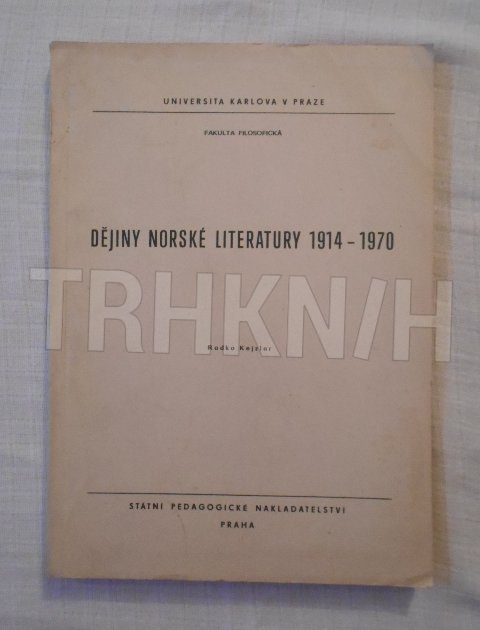 UNIVERSITA KARLOVA V PRAZE
FAKULTA FILOSOFICKÁ
DĚJINY NORSKÉ LITERATURY 1914 – 1970
TRHKNIH
Radko Kejzlar
STÁTNÍ PEDAGOGICKÉ NAKLADATELSTVÍ
PRAHA